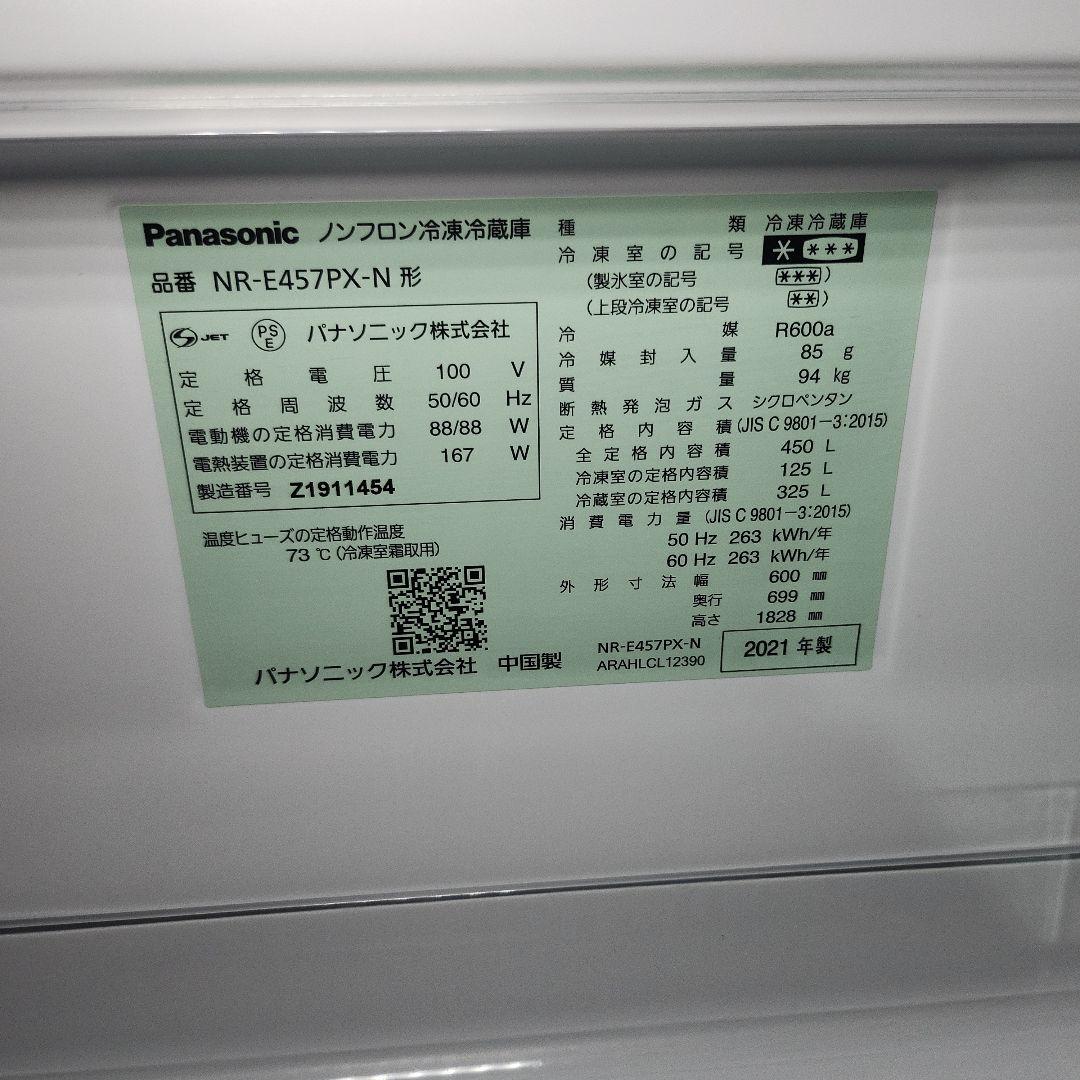 Panasonic ノンフロン冷凍冷蔵庫
品番 NR-E457PX-N 形
JET PSE パナソニック株式会社
定格電圧 100 V
定格周波数 50/60 Hz
電動機の定格消費電力 88/88 W
電熱装置の定格消費電力 167 W
製造番号 Z1911454
温度ヒューズの定格動作温度
73 ℃ (冷凍室霜取用)
パナソニック株式会社 中国製
種類 冷凍冷蔵庫
冷凍室の記号 * ***
(製氷室の記号 ***)
(上段冷凍室の記号 **)
冷媒 R600a
冷媒封入量 85 g
質量 94 kg
断熱発泡ガス シクロペンタン
定格内容積 (JIS C 9801-3:2015)
全定格内容積 450 L
冷凍室の定格内容積 125 L
冷蔵室の定格内容積 325 L
消費電力量 (JIS C 9801-3:2015)
50 Hz 263 kWh/年
60 Hz 263 kWh/年
外形寸法 幅 600 mm
奥行 699 mm
高さ 1828 mm
NR-E457PX-N
ARAHLCL12390
2021 年製